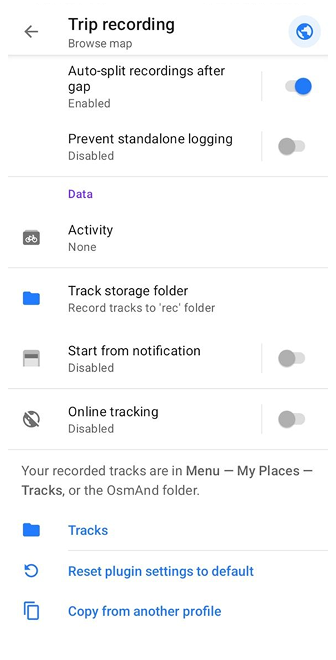 Trip recording
Browse map
Auto-split recordings after
gap
Enabled
Prevent standalone logging
Disabled
Data
Activity
None
Track storage folder
Record tracks to 'rec' folder
Start from notification
Disabled
Online tracking
Disabled
Your recorded tracks are in Menu — My Places —
Tracks, or the OsmAnd folder.
Tracks
Reset plugin settings to default
Copy from another profile